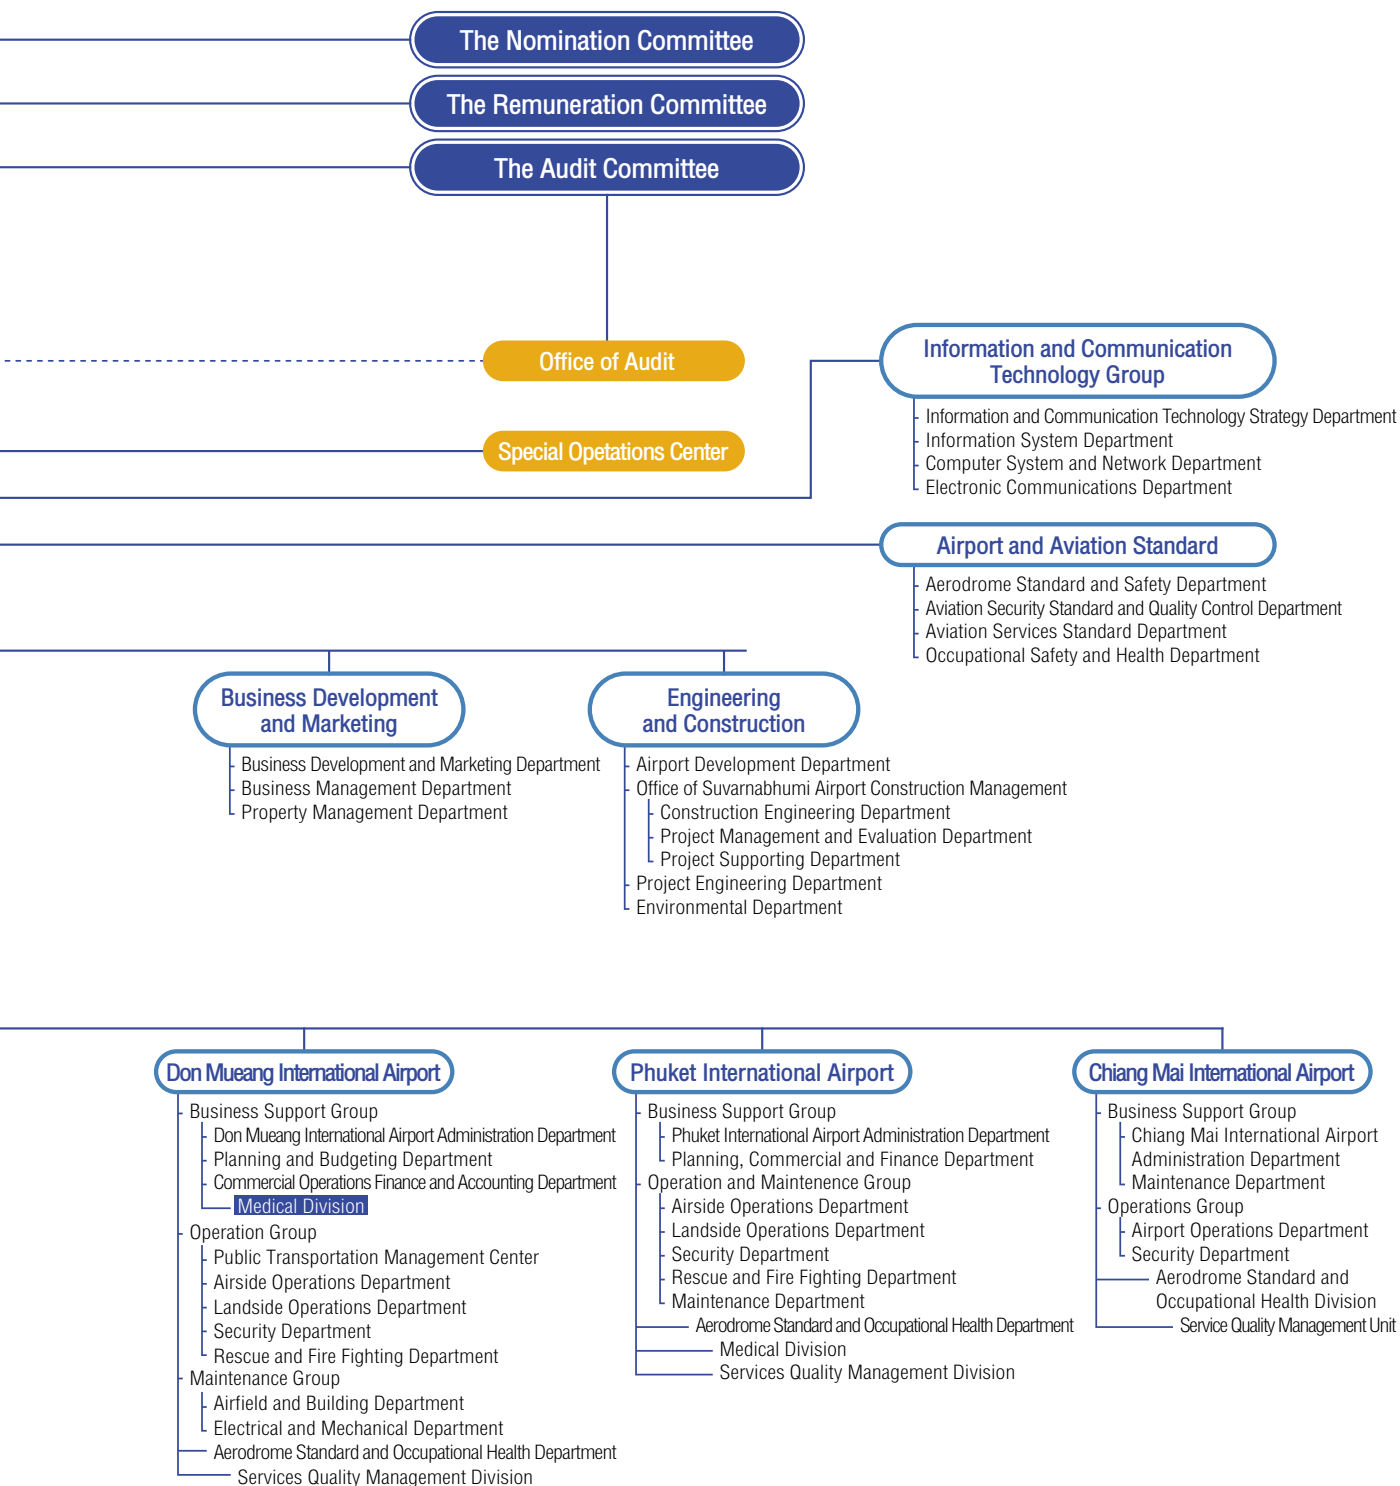 The Nomination Committee
The Remuneration Committee
The Audit Committee
Office of Audit
Special Opetations Center
Information and Communication
Technology Group
Information and Communication Technology Strategy Department
Information System Department
Computer System and Network Department
Electronic Communications Department
Airport and Aviation Standard
Aerodrome Standard and Safety Department
Aviation Security Standard and Quality Control Department
Aviation Services Standard Department
Occupational Safety and Health Department
Business Development
and Marketing
Business Development and Marketing Department
Business Management Department
Property Management Department
Engineering
and Construction
Airport Development Department
Office of Suvarnabhumi Airport Construction Management
Construction Engineering Department
Project Management and Evaluation Department
Project Supporting Department
Project Engineering Department
Environmental Department
Don Mueang International Airport
Business Support Group
Don Mueang International Airport Administration Department
Planning and Budgeting Department
Commercial Operations Finance and Accounting Department
Medical Division
Operation Group
Public Transportation Management Center
Airside Operations Department
Landside Operations Department
Security Department
Rescue and Fire Fighting Department
Maintenance Group
Airfield and Building Department
Electrical and Mechanical Department
Aerodrome Standard and Occupational Health Department
Services Quality Management Division
Phuket International Airport
Business Support Group
Phuket International Airport Administration Department
Planning, Commercial and Finance Department
Operation and Maintenence Group
Airside Operations Department
Landside Operations Department
Security Department
Rescue and Fire Fighting Department
Maintenance Department
Aerodrome Standard and Occupational Health Department
Medical Division
Services Quality Management Division
Chiang Mai International Airport
Business Support Group
Chiang Mai International Airport
Administration Department
Maintenance Department
Operations Group
Airport Operations Department
Security Department
Aerodrome Standard and
Occupational Health Division
Service Quality Management Unit